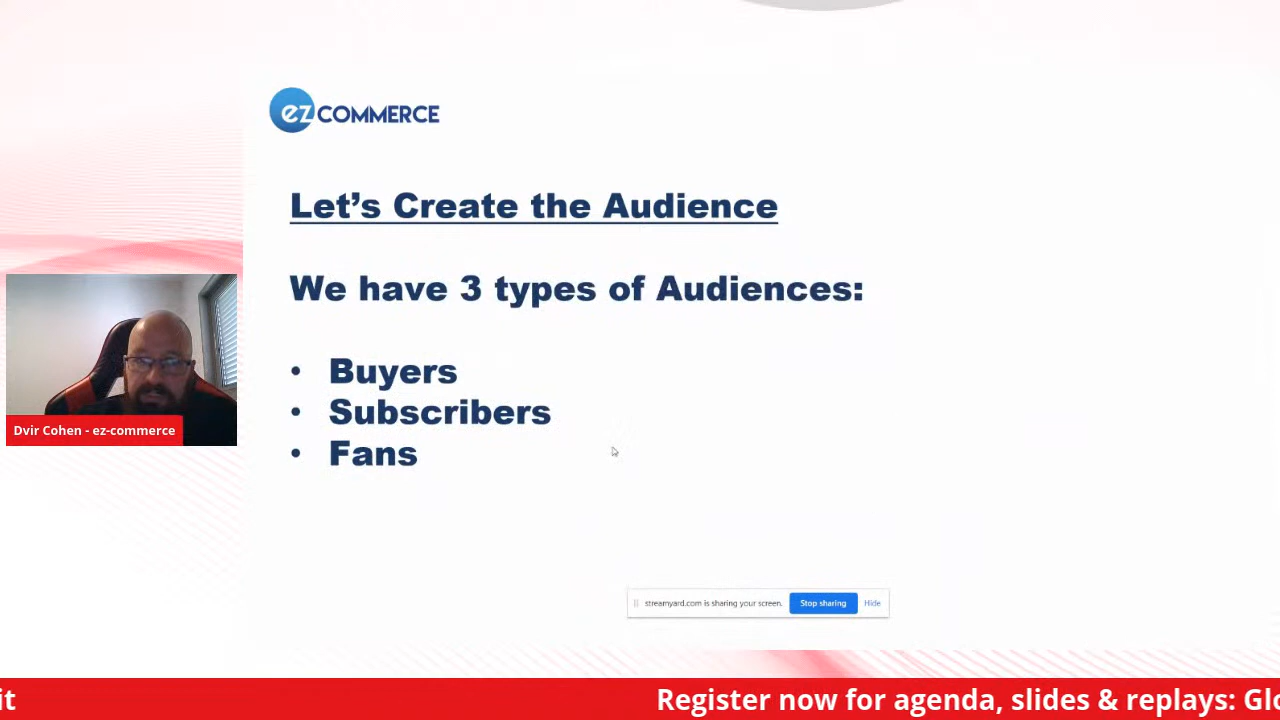 ez COMMERCE
Let's Create the Audience
We have 3 types of Audiences:
• Buyers
• Subscribers
• Fans
Dvir Cohen - ez-commerce
streamyard.com is sharing your screen.
Stop sharing
Hide
it
Register now for agenda, slides & replays: Glo